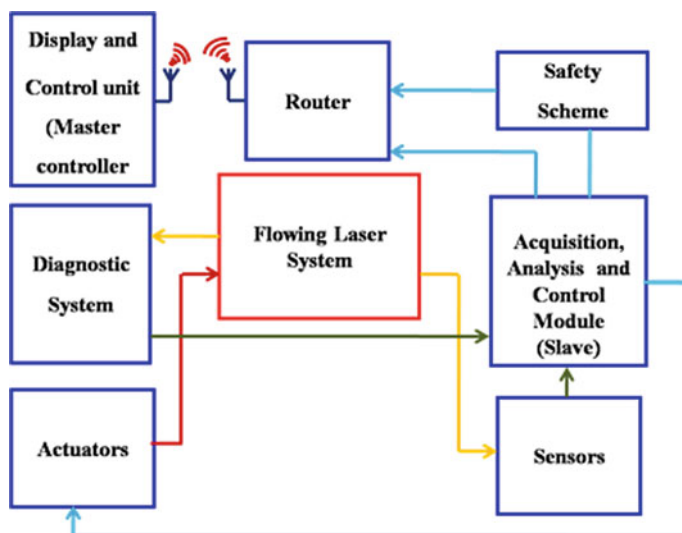 Display and
Control unit
(Master
controller
Router
Safety
Scheme
Flowing Laser
System
Diagnostic
System
Acquisition,
Analysis and
Control
Module
(Slave)
Actuators
Sensors